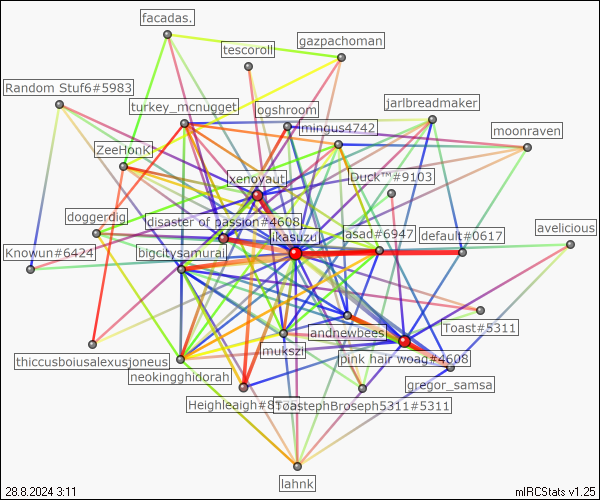 facadas.
gazpachoman
tescoroll
Random Stuf6#5983
turkey_mcnugget
ogshroom
jarlbreadmaker
mingus4742
moonraven
ZeeHonk
Duck™#9103
xenovaut
doggerdig
disaster of passion#4608
ikasuzu
asad#6947
default#0617
avelicious
Knowun#6424
bigcitysamurai
andnewbees
Toast#5311
mukszi
thiccusboiusalexusjoneus
pink hair woag#4608
neokingghidorah
gregor_samsa
ToastephBroseph5311#5311
lahnk
28.8.2024 3:11
mIRCStats v1.25